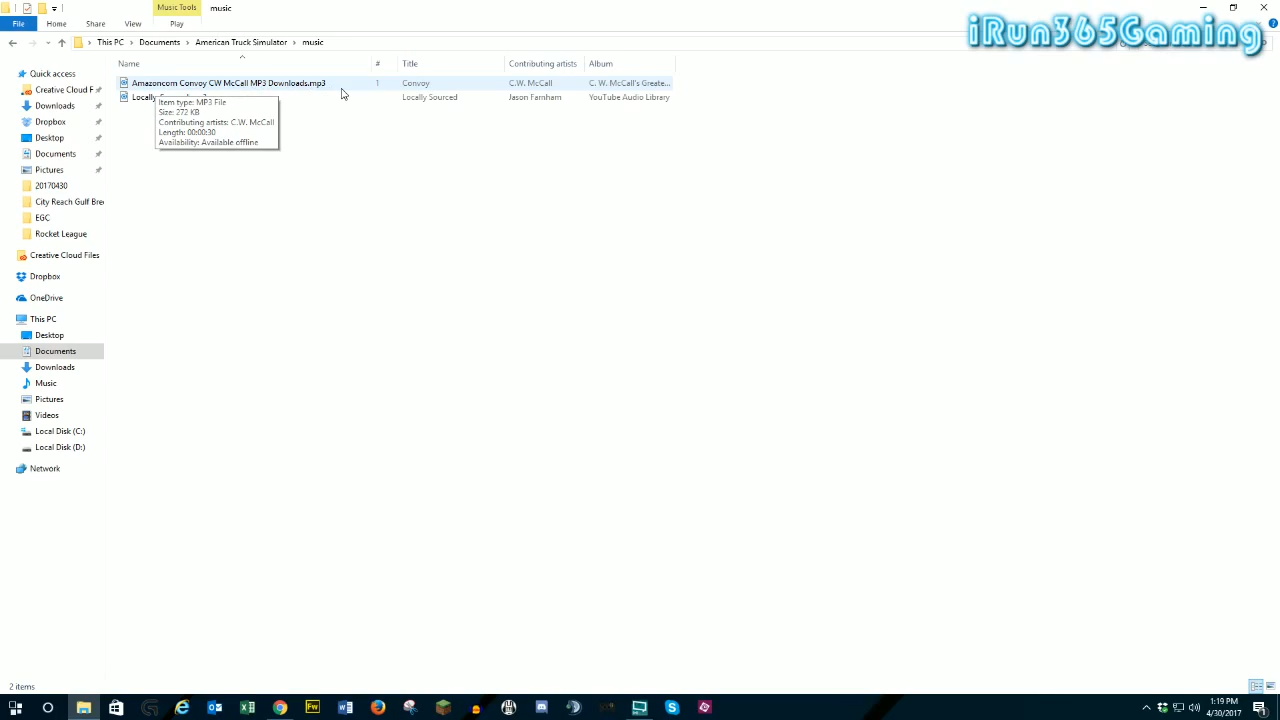 Music Tools
music
File
Home
Share
View
Play
This PC
Documents
American Truck Simulator
music
iRun365Gaming
Name
#
Title
Contributing artists
Album
Amazoncom Convoy CW McCall MP3 Downloads.mp3
1
Convoy
C.W. McCall
C. W. McCall's Greate...
Locally Sourced
Jason Farnham
YouTube Audio Library
Item type: MP3 File
Size: 272 KB
Contributing artists: C.W. McCall
Length: 00:00:30
Availability: Available offline
Quick access
Creative Cloud F
Downloads
Dropbox
Desktop
Documents
Pictures
20170430
City Reach Gulf Bree
EGC
Rocket League
Creative Cloud Files
Dropbox
OneDrive
This PC
Desktop
Documents
Downloads
Music
Pictures
Videos
Local Disk (C:)
Local Disk (D:)
Network
2 items
Fw
1:19 PM
4/30/2017